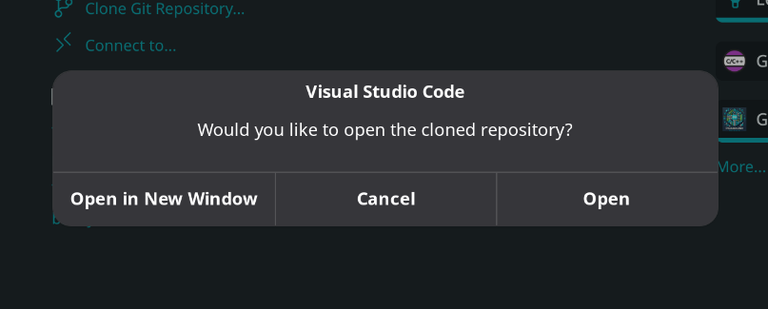 Clone Git Repository...
Connect to...
Visual Studio Code
Would you like to open the cloned repository?
Open in New Window
Cancel
Open
C/C++
G
G
More...